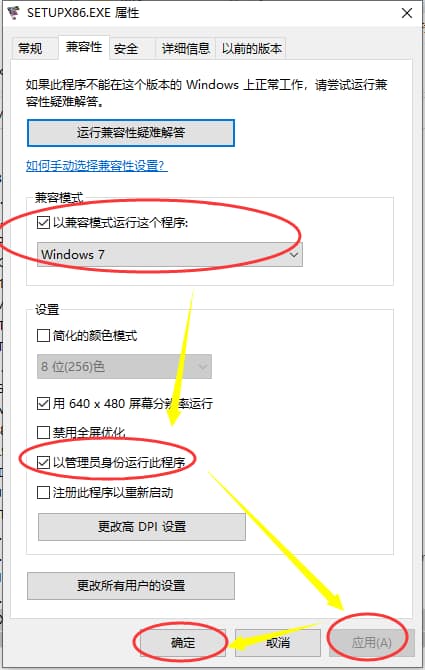 SETUPX86.EXE 属性
常规 兼容性 安全 详细信息 以前的版本
如果此程序不能在这个版本的 Windows 上正常工作，请尝试运行兼
容性疑难解答。
运行兼容性疑难解答
如何手动选择兼容性设置?
兼容模式
以兼容模式运行这个程序:
Windows 7
设置
简化的颜色模式
8 位(256)色
用 640 x 480 屏幕分辨率运行
禁用全屏优化
以管理员身份运行此程序
注册此程序以重新启动
更改高 DPI 设置
更改所有用户的设置
确定 取消 应用(A)